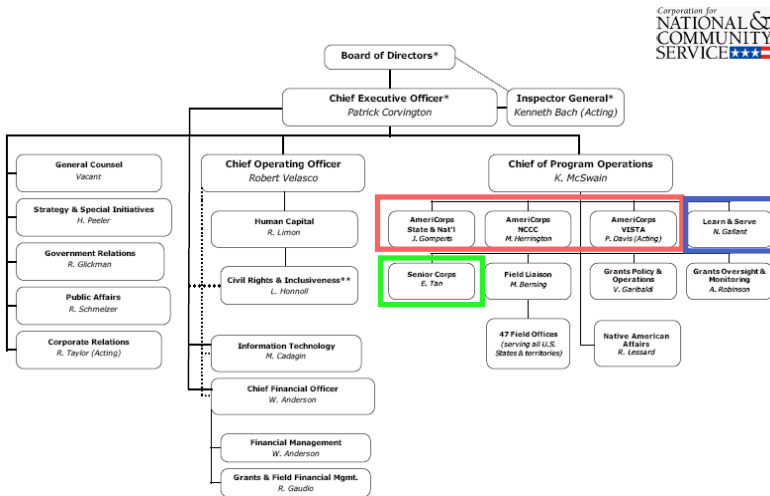 Corporation for
NATIONAL &
COMMUNITY
SERVICE
Board of Directors*
Chief Executive Officer*
Patrick Corvington
Inspector General*
Kenneth Bach (Acting)
General Counsel
Vacant
Strategy & Special Initiatives
H. Peeler
Government Relations
R. Glickman
Public Affairs
R. Schmelzer
Corporate Relations
R. Taylor (Acting)
Chief Operating Officer
Robert Velasco
Human Capital
R. Limon
Civil Rights & Inclusiveness**
L. Honnoll
Information Technology
M. Cadagin
Chief Financial Officer
W. Anderson
Financial Management
W. Anderson
Grants & Field Financial Mgmt.
R. Gaudio
Chief of Program Operations
K. McSwain
AmeriCorps
State & Nat'l
J. Gomperts
AmeriCorps
NCCC
M. Herrington
AmeriCorps
VISTA
P. Davis (Acting)
Learn & Serve
N. Gallant
Senior Corps
E. Tan
Field Liaison
M. Berning
Grants Policy &
Operations
V. Garibaldi
Grants Oversight &
Monitoring
A. Robinson
47 Field Offices
(serving all U.S.
States & territories)
Native American
Affairs
R. Lessard